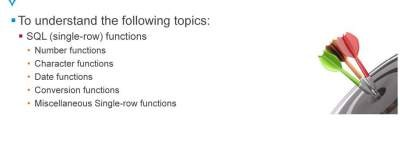 To understand the following topics:
SQL (single-row) functions
Number functions
Character functions
Date functions
Conversion functions
Miscellaneous Single-row functions